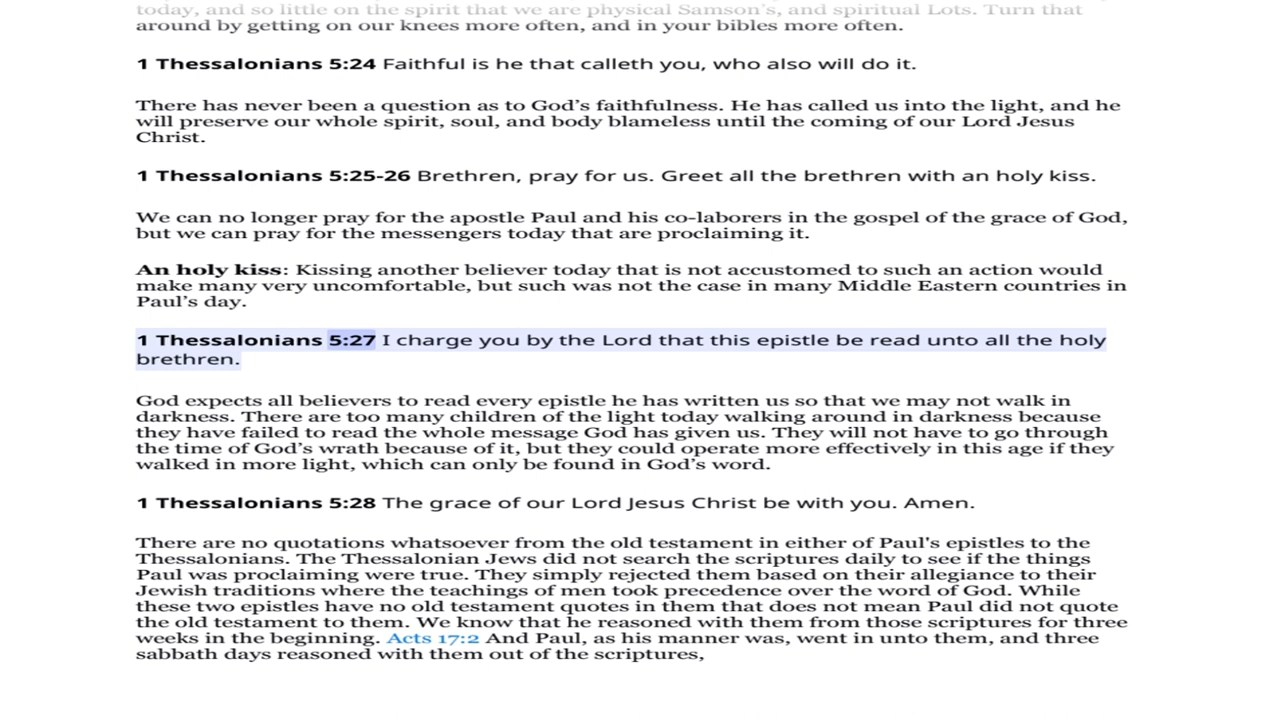 today, and so little on the spirit that we are physical Samson's, and spiritual Lots. Turn that
around by getting on our knees more often, and in your bibles more often.
1 Thessalonians 5:24 Faithful is he that calleth you, who also will do it.
There has never been a question as to God's faithfulness. He has called us into the light, and he
will preserve our whole spirit, soul, and body blameless until the coming of our Lord Jesus
Christ.
1 Thessalonians 5:25-26 Brethren, pray for us. Greet all the brethren with an holy kiss.
We can no longer pray for the apostle Paul and his co-laborers in the gospel of the grace of God,
but we can pray for the messengers today that are proclaiming it.
An holy kiss: Kissing another believer today that is not accustomed to such an action would
make many very uncomfortable, but such was not the case in many Middle Eastern countries in
Paul's day.
1 Thessalonians 5:27 I charge you by the Lord that this epistle be read unto all the holy
brethren.
God expects all believers to read every epistle he has written us so that we may not walk in
darkness. There are too many children of the light today walking around in darkness because
they have failed to read the whole message God has given us. They will not have to go through
the time of God's wrath because of it, but they could operate more effectively in this age if they
walked in more light, which can only be found in God's word.
1 Thessalonians 5:28 The grace of our Lord Jesus Christ be with you. Amen.
There are no quotations whatsoever from the old testament in either of Paul's epistles to the
Thessalonians. The Thessalonian Jews did not search the scriptures daily to see if the things
Paul was proclaiming were true. They simply rejected them based on their allegiance to their
Jewish traditions where the teachings of men took precedence over the word of God. While
these two epistles have no old testament quotes in them that does not mean Paul did not quote
the old testament to them. We know that he reasoned with them from those scriptures for three
weeks in the beginning. Acts 17:2 And Paul, as his manner was, went in unto them, and three
sabbath days reasoned with them out of the scriptures,